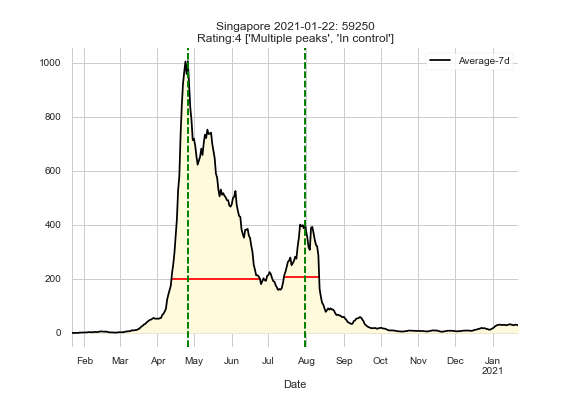 Singapore 2021-01-22: 59250
Rating:4 ['Multiple peaks', 'In control']
Average-7d
1000
800
600
400
200
0
Feb Mar Apr May Jun Jul Aug Sep Oct Nov Dec Jan
2021
Date